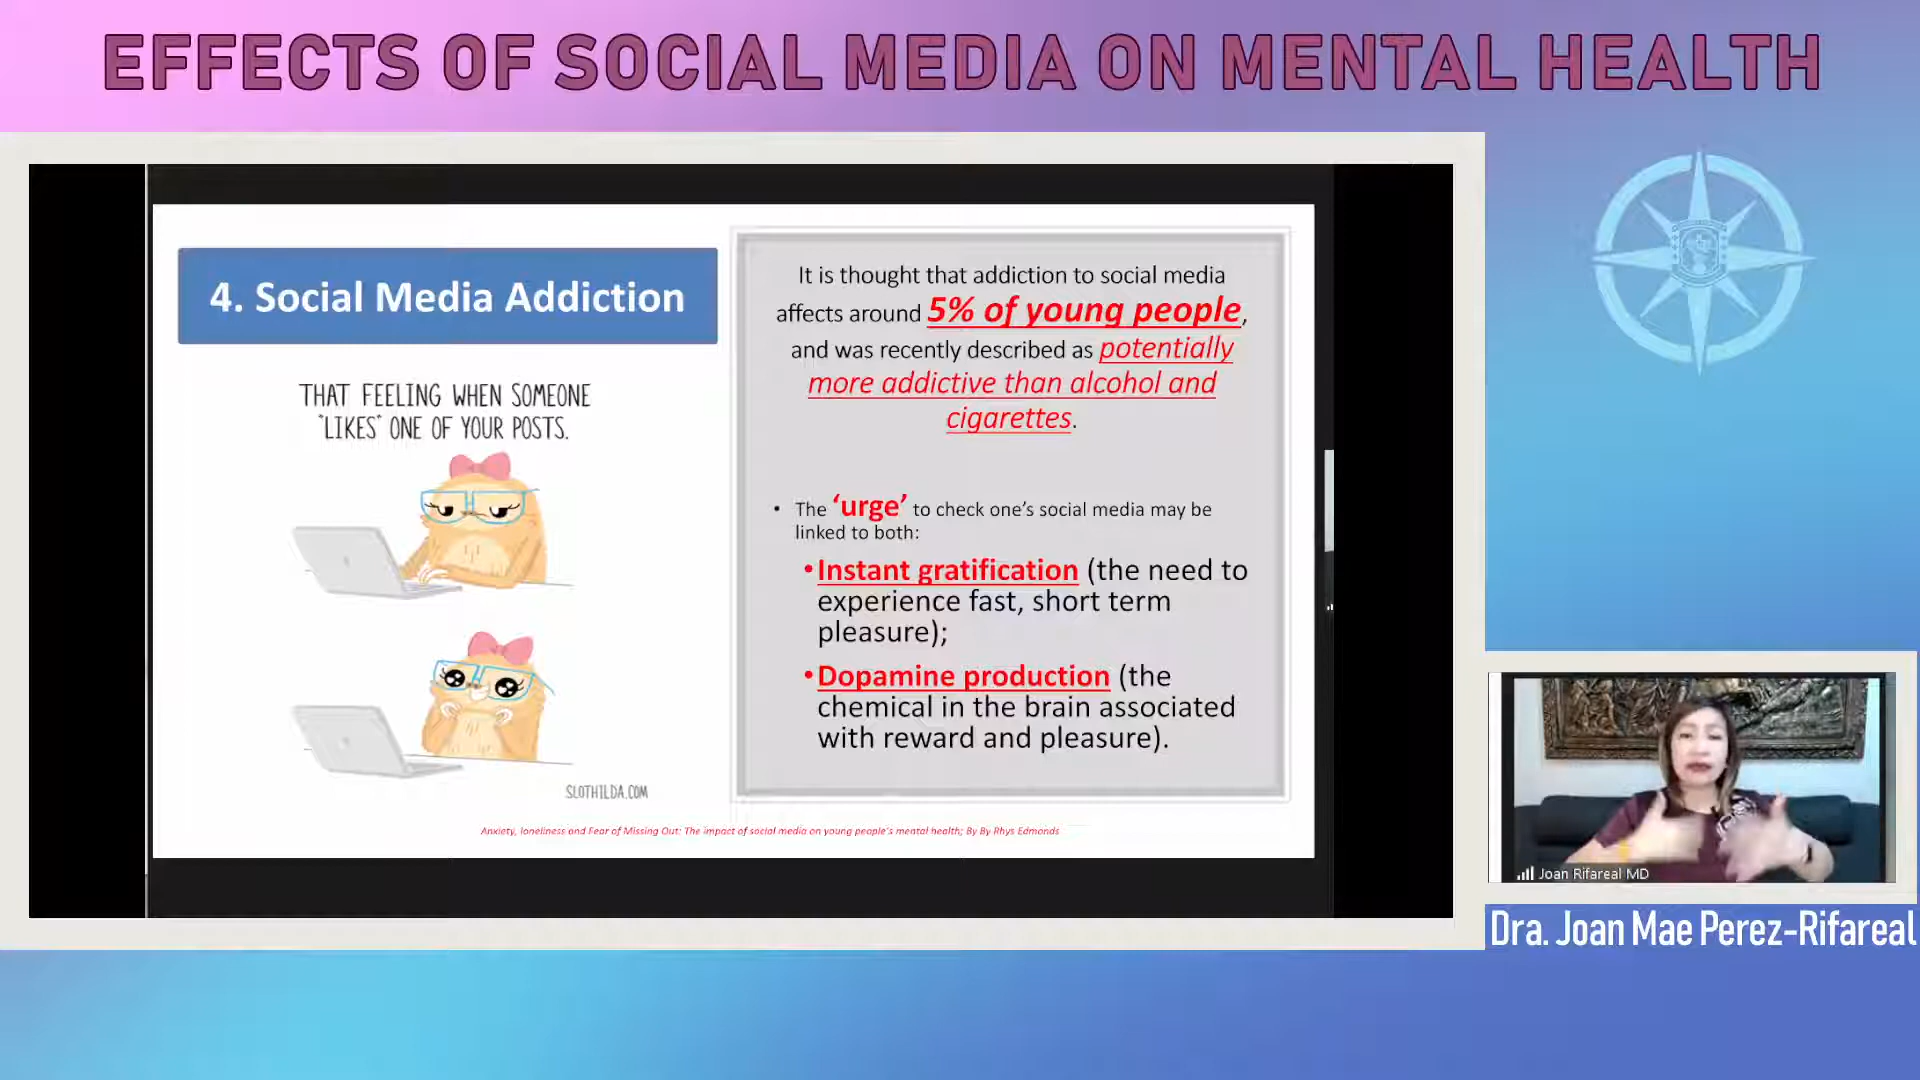 EFFECTS OF SOCIAL MEDIA ON MENTAL HEALTH
4. Social Media Addiction
THAT FEELING WHEN SOMEONE
"LIKES" ONE OF YOUR POSTS.
SLOTHILDA.COM
It is thought that addiction to social media
affects around 5% of young people,
and was recently described as potentially
more addictive than alcohol and
cigarettes.
• The ‘urge’ to check one’s social media may be
linked to both:
•Instant gratification (the need to
experience fast, short term
pleasure);
•Dopamine production (the
chemical in the brain associated
with reward and pleasure).
Anxiety, loneliness and Fear of Missing Out: The impact of social media on young people's mental health; By By Rhys Edmonds
Joan Rifareal MD
Dra. Joan Mae Perez-Rifareal